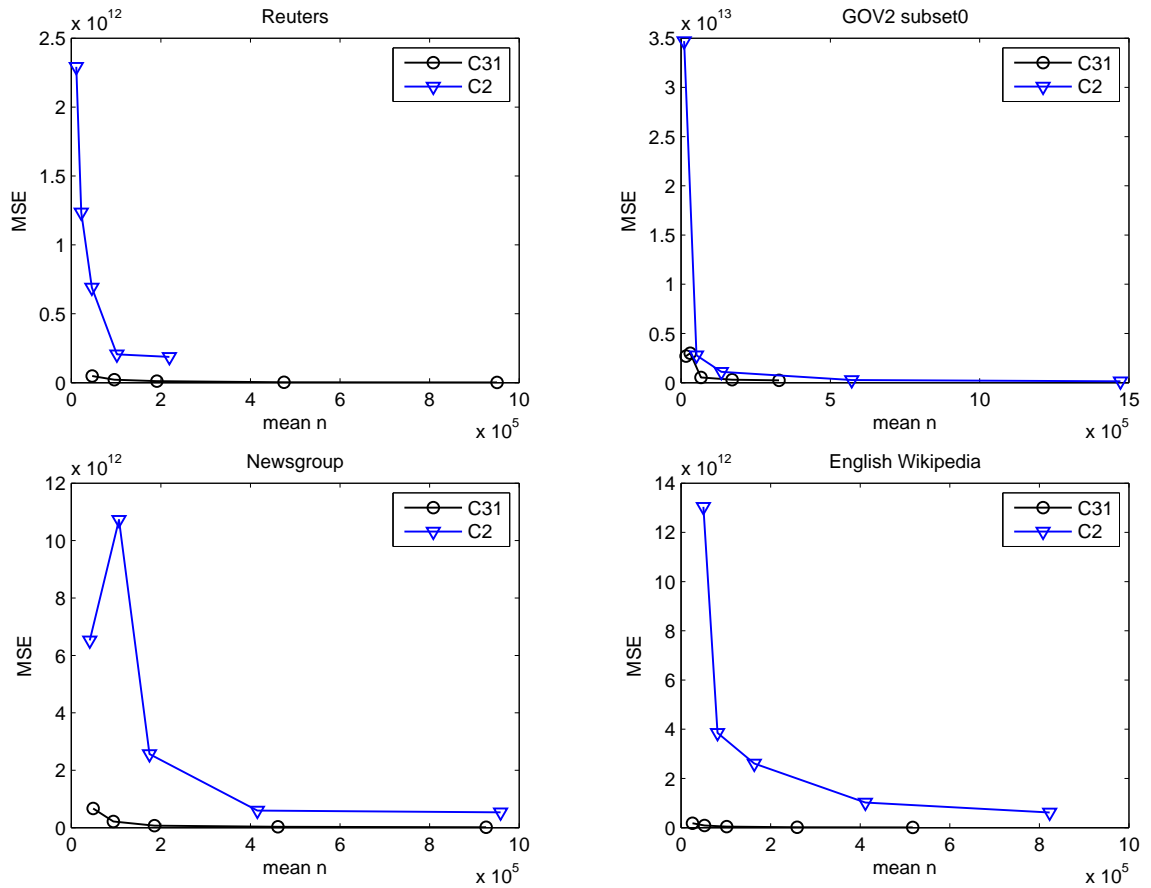 x 10^12
Reuters
2.5
2
1.5
1
0.5
0
MSE
0 2 4 6 8 10
mean n
x 10^5
C31
C2
x 10^13
GOV2 subset0
3.5
3
2.5
2
1.5
1
0.5
0
MSE
0 5 10 15
mean n
x 10^5
C31
C2
x 10^12
Newsgroup
12
10
8
6
4
2
0
MSE
0 2 4 6 8 10
mean n
x 10^5
C31
C2
x 10^12
English Wikipedia
14
12
10
8
6
4
2
0
MSE
0 2 4 6 8 10
mean n
x 10^5
C31
C2